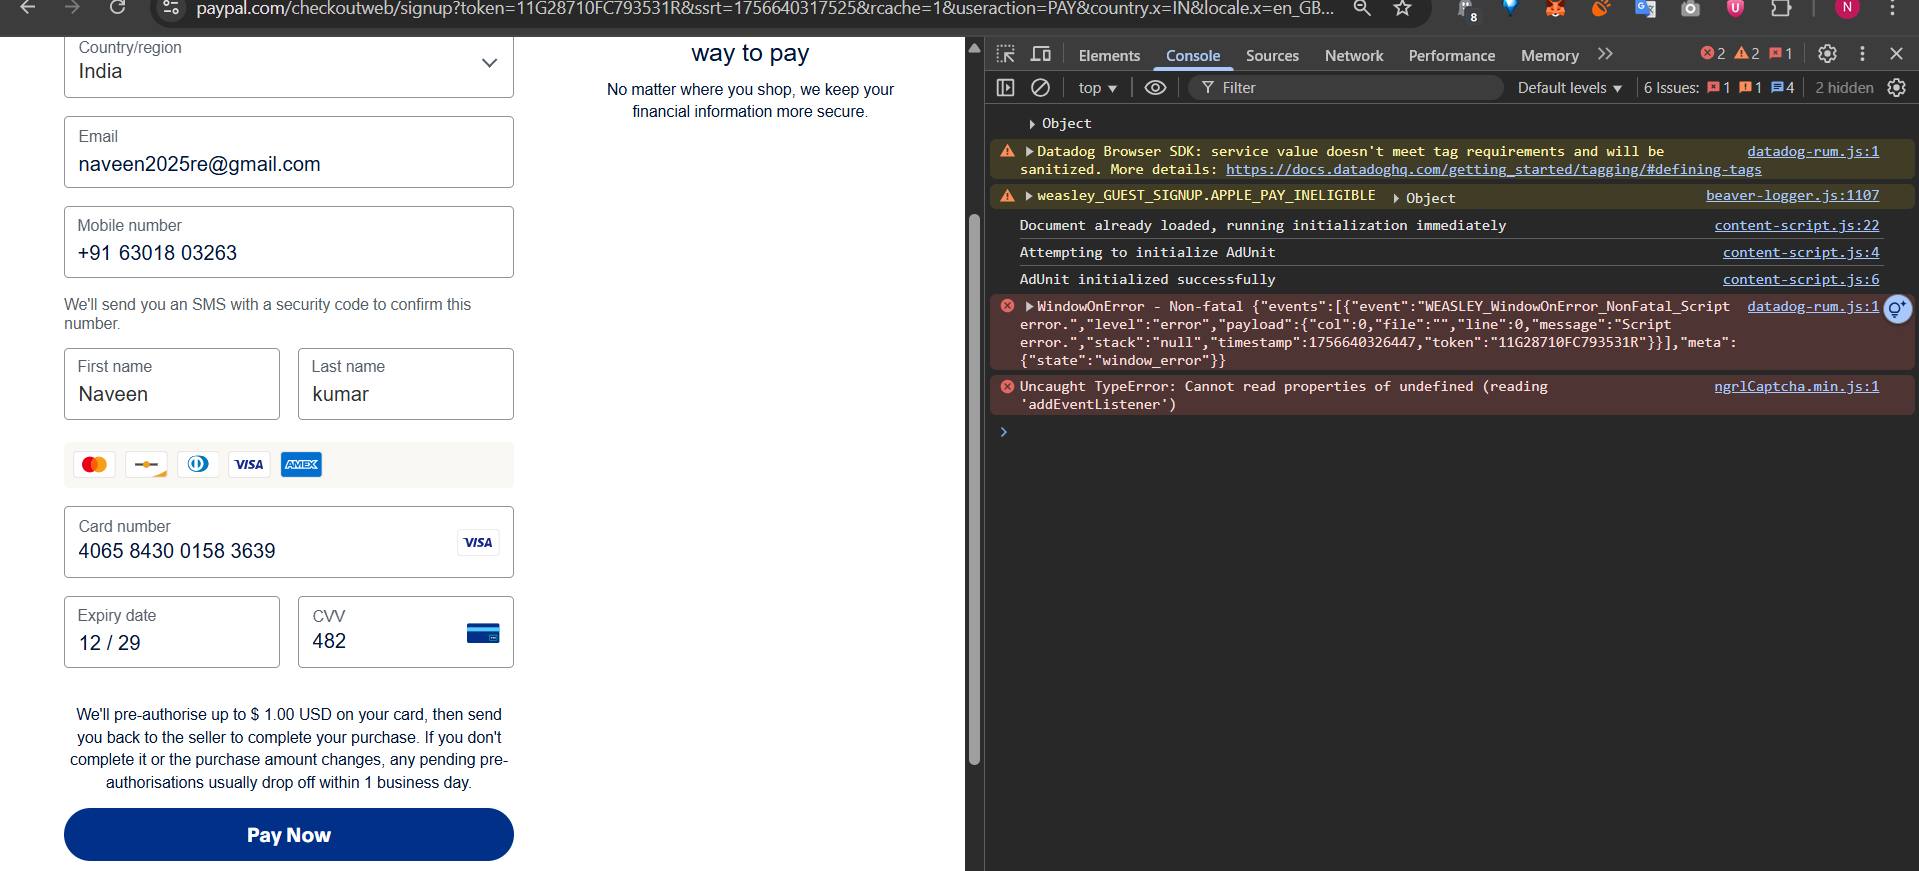 paypal.com/checkoutweb/signup?token=11G28710FC793531R&ssrt=1756640317525&rcache=1&useraction=PAY&country.x=IN&locale.x=en_GB...
8
N
Country/region
India
Email
naveen2025re@gmail.com
Mobile number
+91 63018 03263
We'll send you an SMS with a security code to confirm this
number.
First name
Naveen
Last name
kumar
VISA
AMEX
Card number
4065 8430 0158 3639
VISA
Expiry date
12 / 29
CVV
482
We'll pre-authorise up to $ 1.00 USD on your card, then send
you back to the seller to complete your purchase. If you don't
complete it or the purchase amount changes, any pending pre-
authorisations usually drop off within 1 business day.
Pay Now
way to pay
No matter where you shop, we keep your
financial information more secure.
Elements Console Sources Network Performance Memory 2 2 1
top Filter Default levels 6 Issues: 1 1 4 2 hidden
Object
Datadog Browser SDK: service value doesn't meet tag requirements and will be datadog-rum.js:1
sanitized. More details: https://docs.datadoghq.com/getting_started/tagging/#defining-tags
weasley_GUEST_SIGNUP.APPLE_PAY_INELIGIBLE Object beaver-logger.js:1107
Document already loaded, running initialization immediately content-script.js:22
Attempting to initialize AdUnit content-script.js:4
AdUnit initialized successfully content-script.js:6
WindowOnError - Non-fatal {"events":[{"event":"WEASLEY_WindowOnError_NonFatal_Script datadog-rum.js:1
error.","level":"error","payload":{"col":0,"file":"","line":0,"message":"Script
error.","stack":"null","timestamp":1756640326447,"token":"11G28710FC793531R"}}],"meta":
{"state":"window_error"}}
Uncaught TypeError: Cannot read properties of undefined (reading ngrlCaptcha.min.js:1
'addEventListener')